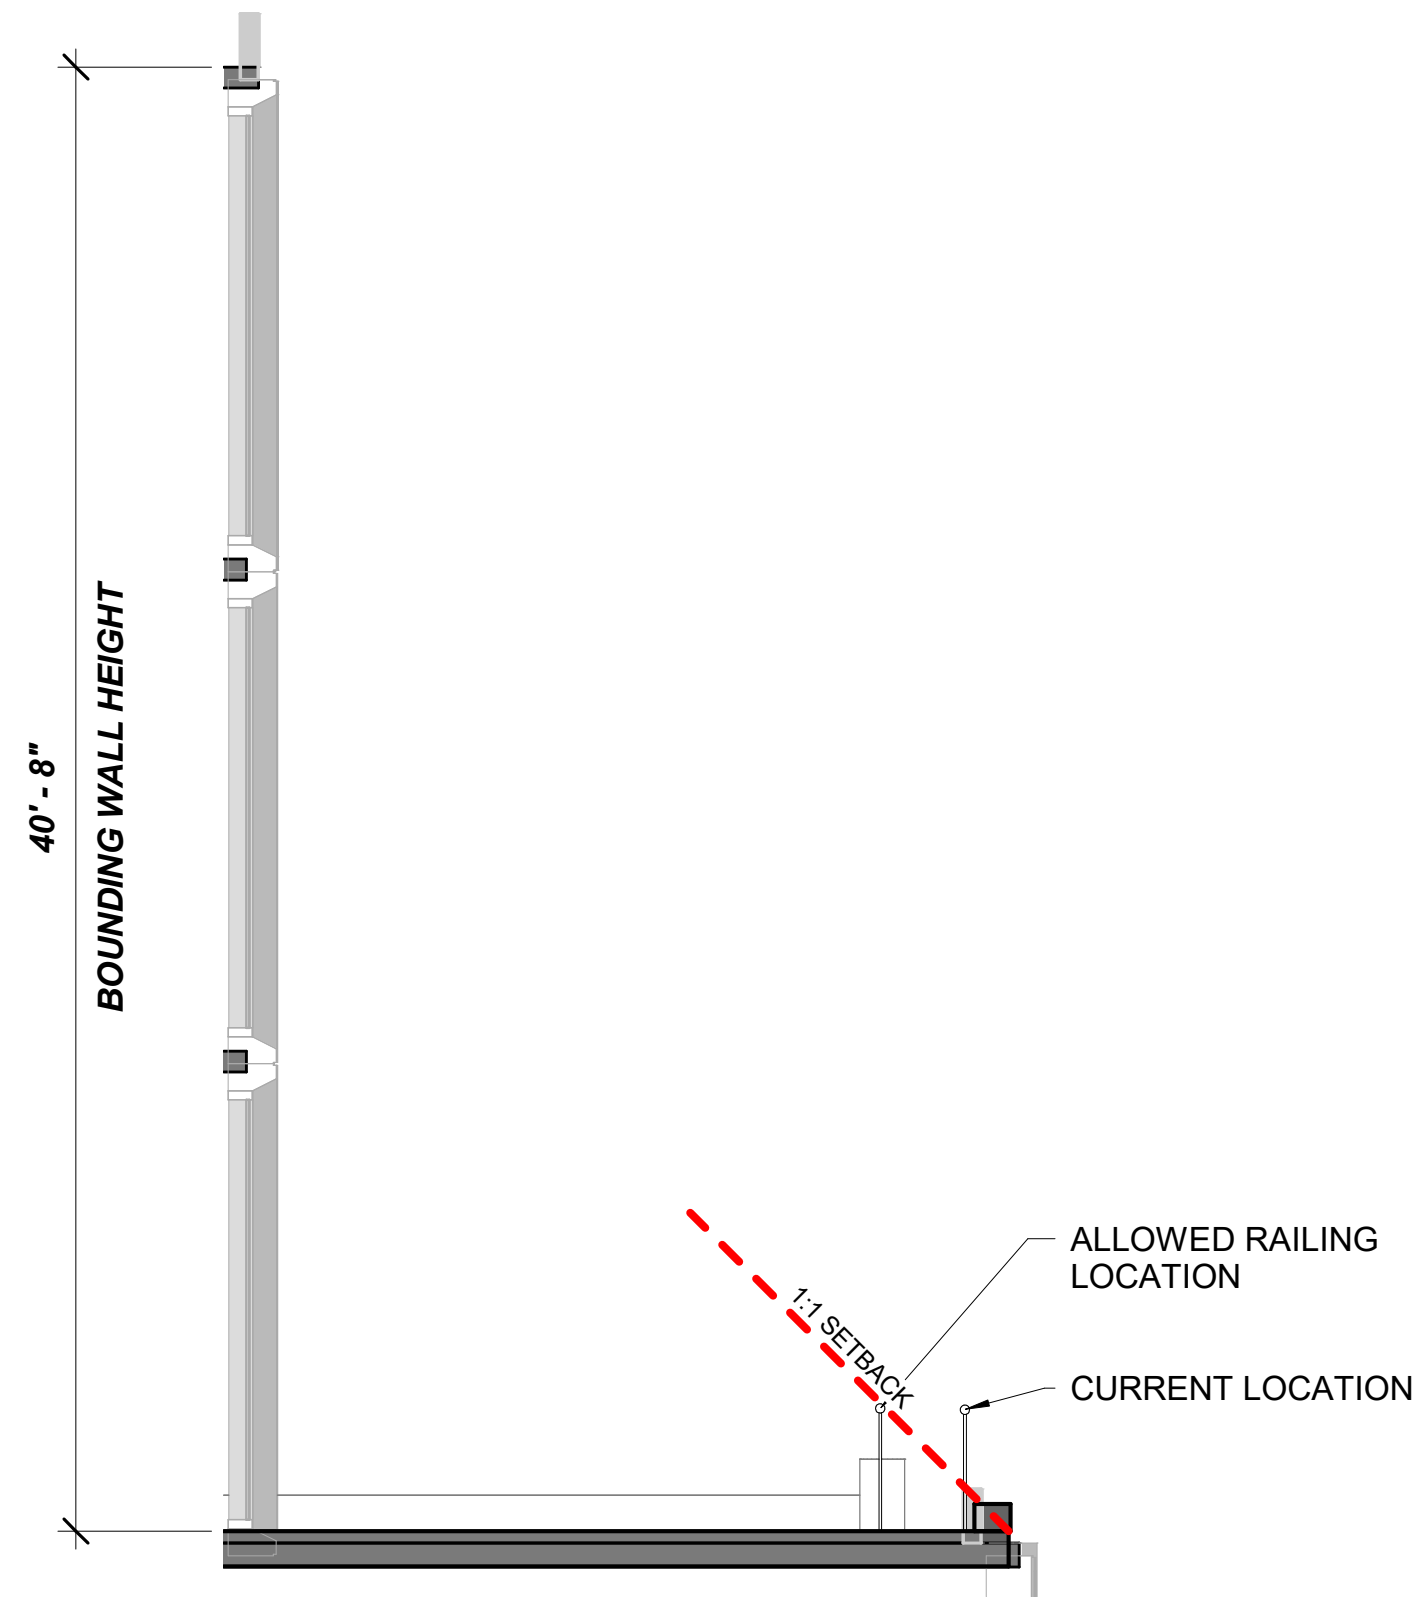 40' - 8"
BOUNDING WALL HEIGHT
1:1 SETBACK
ALLOWED RAILING
LOCATION
CURRENT LOCATION